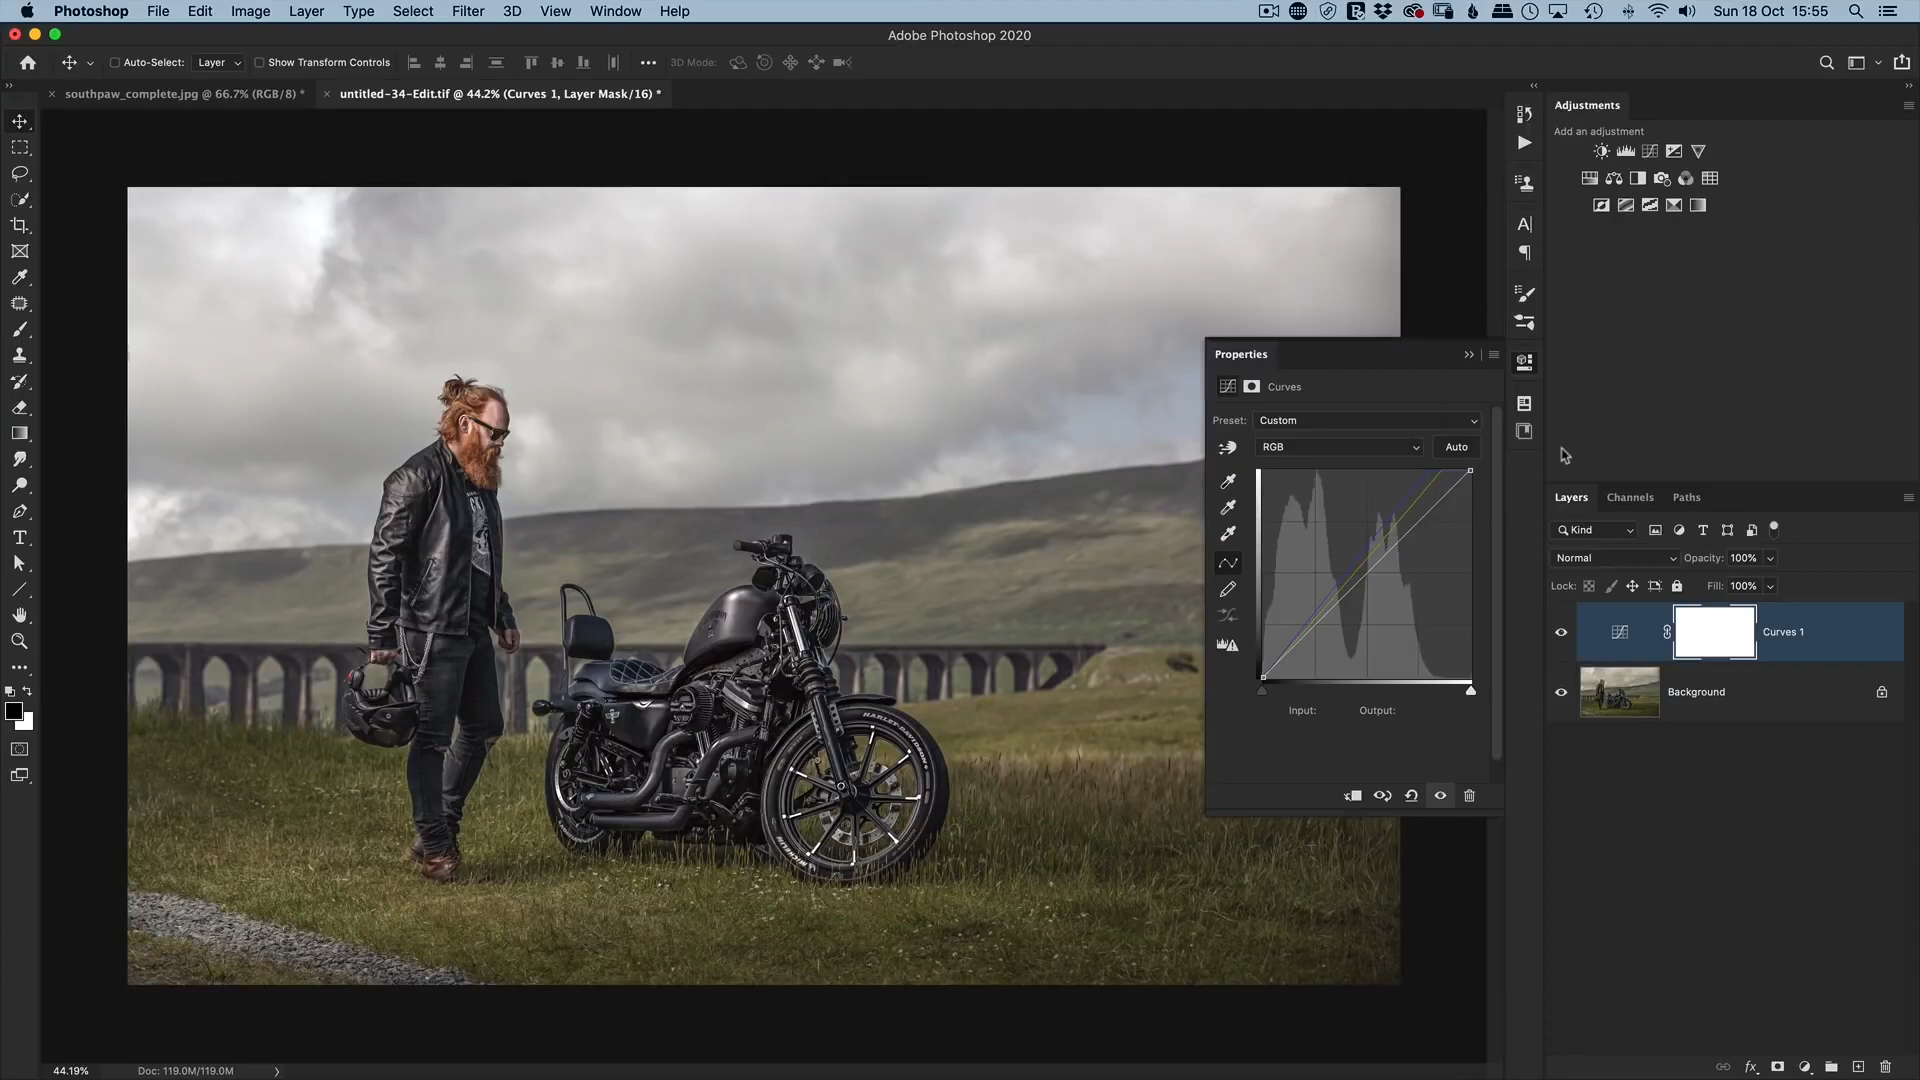 Photoshop File Edit Image Layer Type Select Filter 3D View Window Help
Sun 18 Oct 15:55
Adobe Photoshop 2020
Auto-Select: Layer Show Transform Controls 3D Mode:
southpaw_complete.jpg @ 66.7% (RGB/8) *
untitled-34-Edit.tif @ 44.2% (Curves 1, Layer Mask/16) *
Adjustments
Add an adjustment
Properties
Curves
Preset: Custom
RGB Auto
Input: Output:
Layers Channels Paths
Kind
Normal Opacity: 100%
Lock: Fill: 100%
Curves 1
Background
HARLEY-DAVIDSON
MICHELIN
44.19% Doc: 119.0M/119.0M